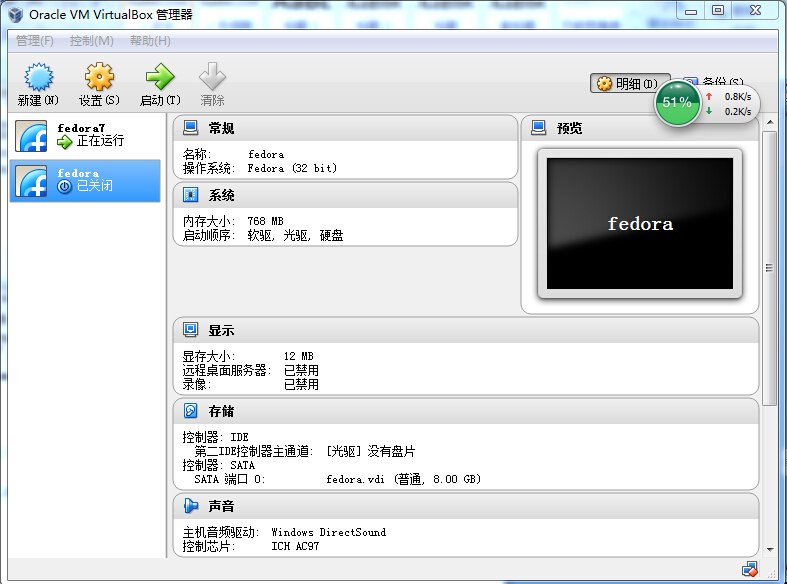 Oracle VM VirtualBox 管理器
管理(F) 控制(M) 帮助(H)
新建(N) 设置(S) 启动(T) 清除
明细(D) 备份(S)
51%
0.8K/s
0.2K/s
fedora7
正在运行
fedora
已关闭
常规
名称: fedora
操作系统: Fedora (32 bit)
系统
内存大小: 768 MB
启动顺序: 软驱, 光驱, 硬盘
预览
fedora
显示
显存大小: 12 MB
远程桌面服务器: 已禁用
录像: 已禁用
存储
控制器: IDE
第二IDE控制器主通道: [光驱] 没有盘片
控制器: SATA
SATA 端口 0: fedora.vdi (普通, 8.00 GB)
声音
主机音频驱动: Windows DirectSound
控制芯片: ICH AC97